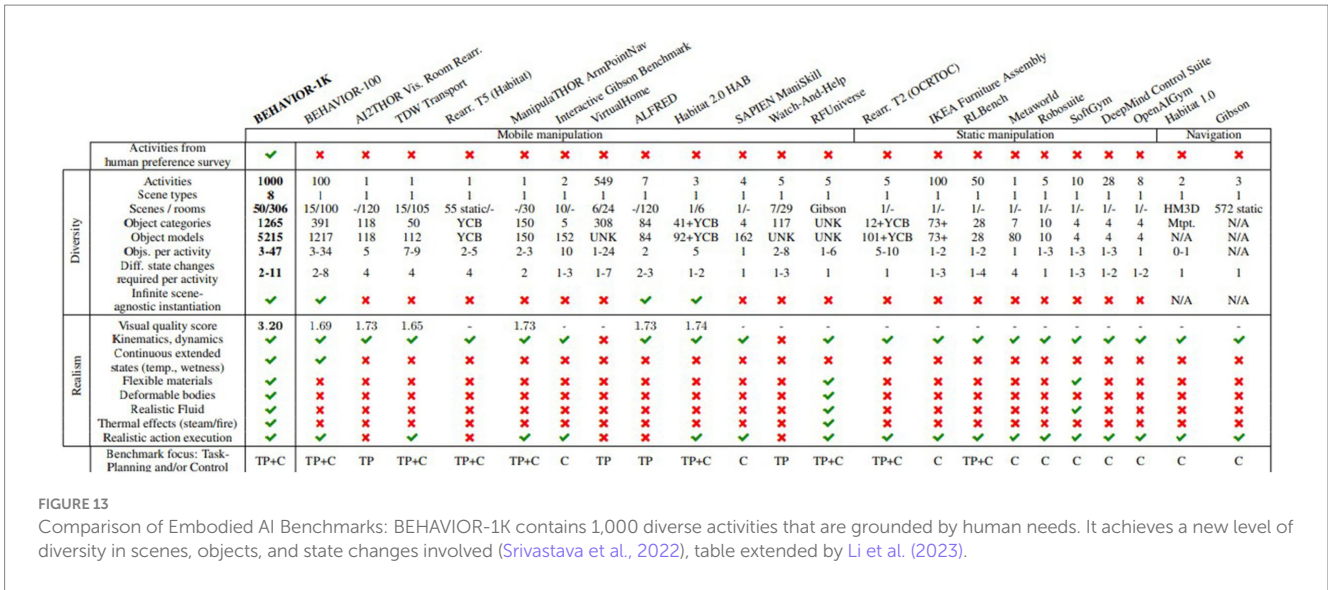 BEHAVIOR-1K
BEHAVIOR-100
AI2THOR Vis. Room Rearr.
TDW Transport
Rearr. T5 (Habitat)
ManipulaTHOR ArmPointNav
Interactive Gibson Benchmark
VirtualHome
ALFRED
Habitat 2.0 HAB
SAPIEN ManiSkill
Watch-And-Help
RFUniverse
Rearr. T2 (OCRTOC)
IKEA Furniture Assembly
RLBench
Metaworld
Robosuite
SoftGym
DeepMind Control Suite
OpenAIGym
Habitat 1.0
Gibson
Mobile manipulation Static manipulation Navigation
Activities from
human preference survey
Diversity
Activities 1000 100 1 1 1 1 2 549 7 3 4 5 5 5 100 50 1 5 10 28 8 2 3
Scene types 8 1 1 1 1 1 1 1 1 1 1 1 1 1 1 1 1 1 1 1 1 1 1
Scenes / rooms 50/306 15/100 -/120 15/105 55 static/- -/30 10/- 6/24 -/120 1/6 1/- 7/29 Gibson 1/- 1/- 1/- 1/- 1/- 1/- 1/- 1/- HM3D 572 static
Object categories 1265 391 118 50 YCB 150 5 308 84 41+YCB 4 117 UNK 12+YCB 73+ 28 7 10 4 4 4 Mtpt. N/A
Object models 5215 1217 118 112 YCB 150 152 UNK 84 92+YCB 162 UNK UNK 101+YCB 73+ 28 80 10 4 4 4 N/A N/A
Objs. per activity 3-47 3-34 5 7-9 2-5 2-3 10 1-24 2 5 1 2-8 1-6 5-10 1-2 1-2 1 1-3 1-3 1-3 1 0-1 N/A
Diff. state changes
required per activity 2-11 2-8 4 4 4 2 1-3 1-7 2-3 1-2 1 1-3 1 1 1-3 1-4 4 1 1-3 1-2 1-2 1 1
Infinite scene-
agnostic instantiation N/A N/A
Realism
Visual quality score 3.20 1.69 1.73 1.65 - 1.73 - - 1.73 1.74 - - - - - - - - - - - - -
Kinematics, dynamics
Continuous extended
states (temp., wetness)
Flexible materials
Deformable bodies
Realistic Fluid
Thermal effects (steam/fire)
Realistic action execution
Benchmark focus: Task-
Planning and/or Control TP+C TP+C TP TP+C TP+C TP+C C TP TP TP+C C TP TP+C TP+C C TP+C C C C C C C C
FIGURE 13
Comparison of Embodied AI Benchmarks: BEHAVIOR-1K contains 1,000 diverse activities that are grounded by human needs. It achieves a new level of
diversity in scenes, objects, and state changes involved (Srivastava et al., 2022), table extended by Li et al. (2023).